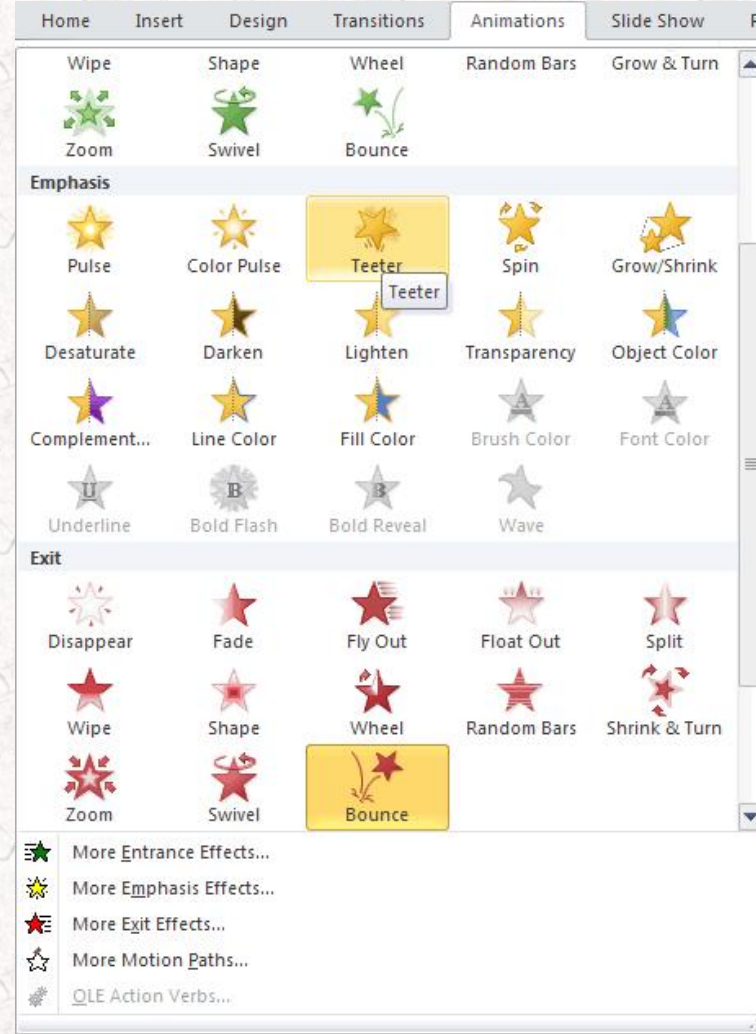 Home Insert Design Transitions Animations Slide Show
Wipe Shape Wheel Random Bars Grow & Turn
Zoom Swivel Bounce
Emphasis
Pulse Color Pulse Teeter Spin Grow/Shrink
Teeter
Desaturate Darken Lighten Transparency Object Color
Complement... Line Color Fill Color Brush Color Font Color
Underline Bold Flash Bold Reveal Wave
Exit
Disappear Fade Fly Out Float Out Split
Wipe Shape Wheel Random Bars Shrink & Turn
Zoom Swivel Bounce
More Entrance Effects...
More Emphasis Effects...
More Exit Effects...
More Motion Paths...
OLE Action Verbs...